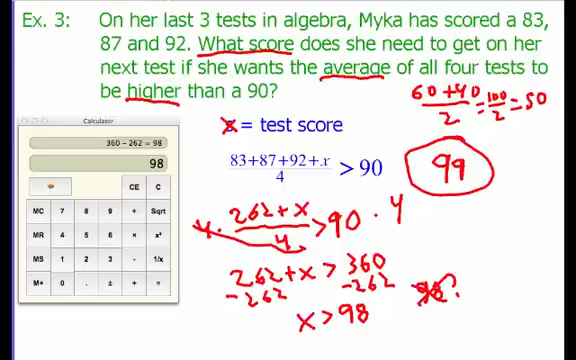 Ex. 3: On her last 3 tests in algebra, Myka has scored a 83,
87 and 92. What score does she need to get on her
next test if she wants the average of all four tests to
be higher than a 90?
60 + 40 / 2 = 100 / 2 = 50
Calculator
360 − 262 = 98
98
CE C
MC 7 8 9 + Sqrt
MR 4 5 6 × x²
MS 1 2 3 - 1/x
M+ 0 . ± ÷ =
x = test score
83+87+92+x / 4 > 90
99
4 · 262 + x / 4 > 90 · 4
262 + x > 360
-262 -262
x > 98
98?